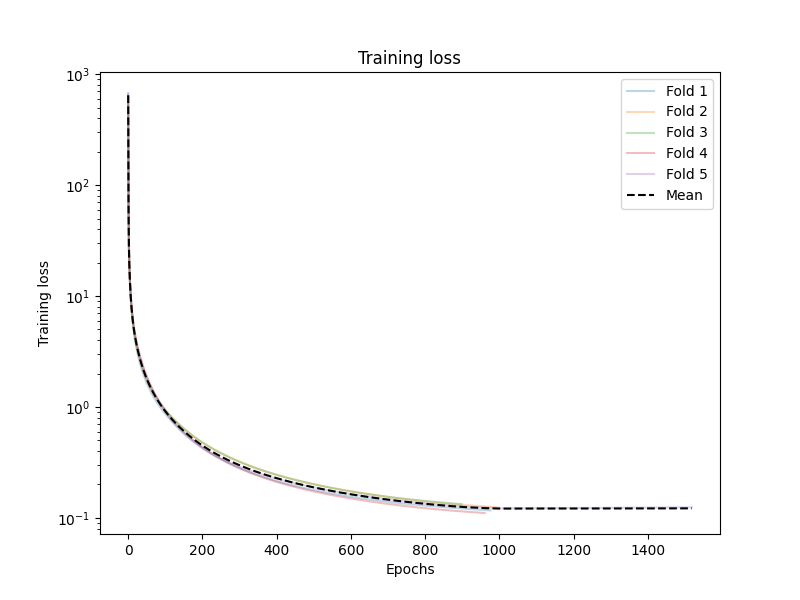 Training loss
10³
10²
10¹
10⁰
10⁻¹
Training loss
0 200 400 600 800 1000 1200 1400
Epochs
Fold 1
Fold 2
Fold 3
Fold 4
Fold 5
Mean